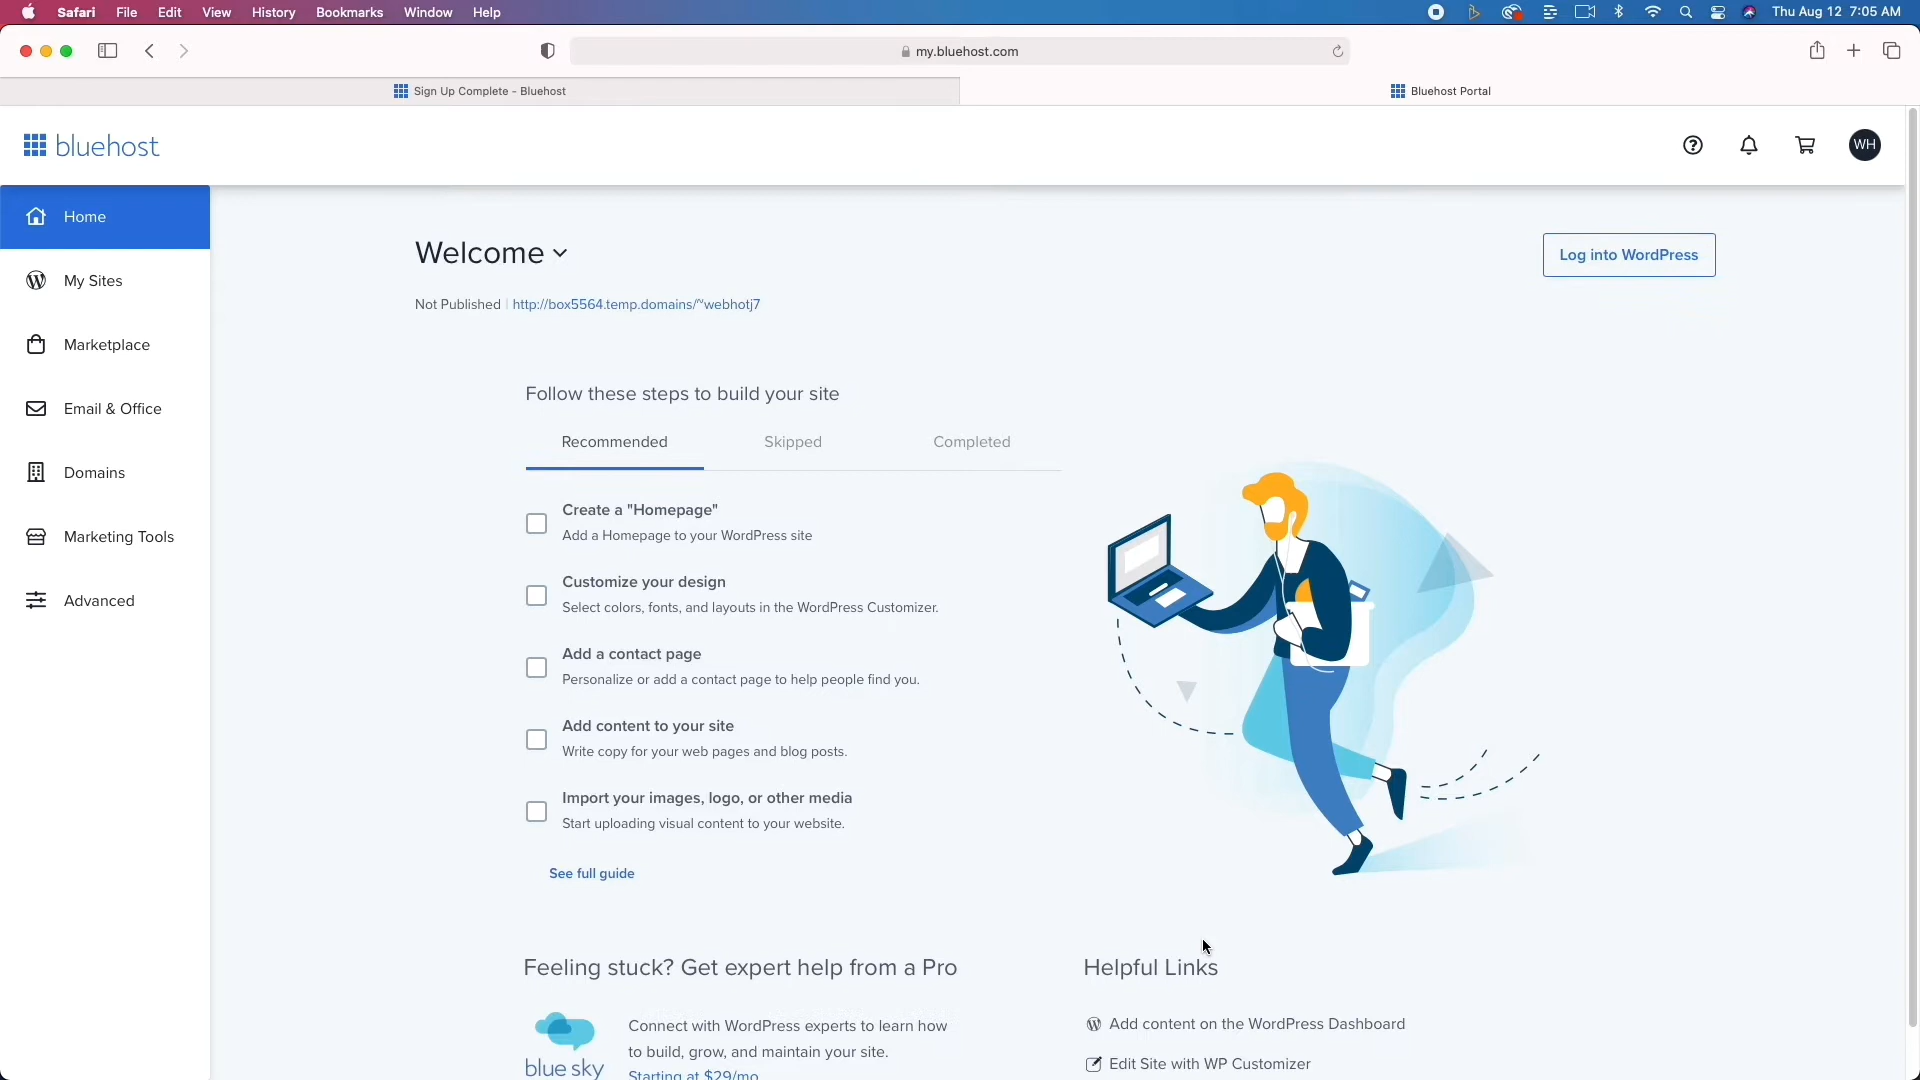 Safari File Edit View History Bookmarks Window Help
Thu Aug 12 7:05 AM
my.bluehost.com
Sign Up Complete - Bluehost
Bluehost Portal
bluehost
WH
Home
My Sites
Marketplace
Email & Office
Domains
Marketing Tools
Advanced
Welcome
Log into WordPress
Not Published | http://box5564.temp.domains/~webhotj7
Follow these steps to build your site
Recommended Skipped Completed
Create a "Homepage"
Add a Homepage to your WordPress site
Customize your design
Select colors, fonts, and layouts in the WordPress Customizer.
Add a contact page
Personalize or add a contact page to help people find you.
Add content to your site
Write copy for your web pages and blog posts.
Import your images, logo, or other media
Start uploading visual content to your website.
See full guide
Feeling stuck? Get expert help from a Pro
blue sky
Connect with WordPress experts to learn how
to build, grow, and maintain your site.
Starting at $29/mo
Helpful Links
Add content on the WordPress Dashboard
Edit Site with WP Customizer